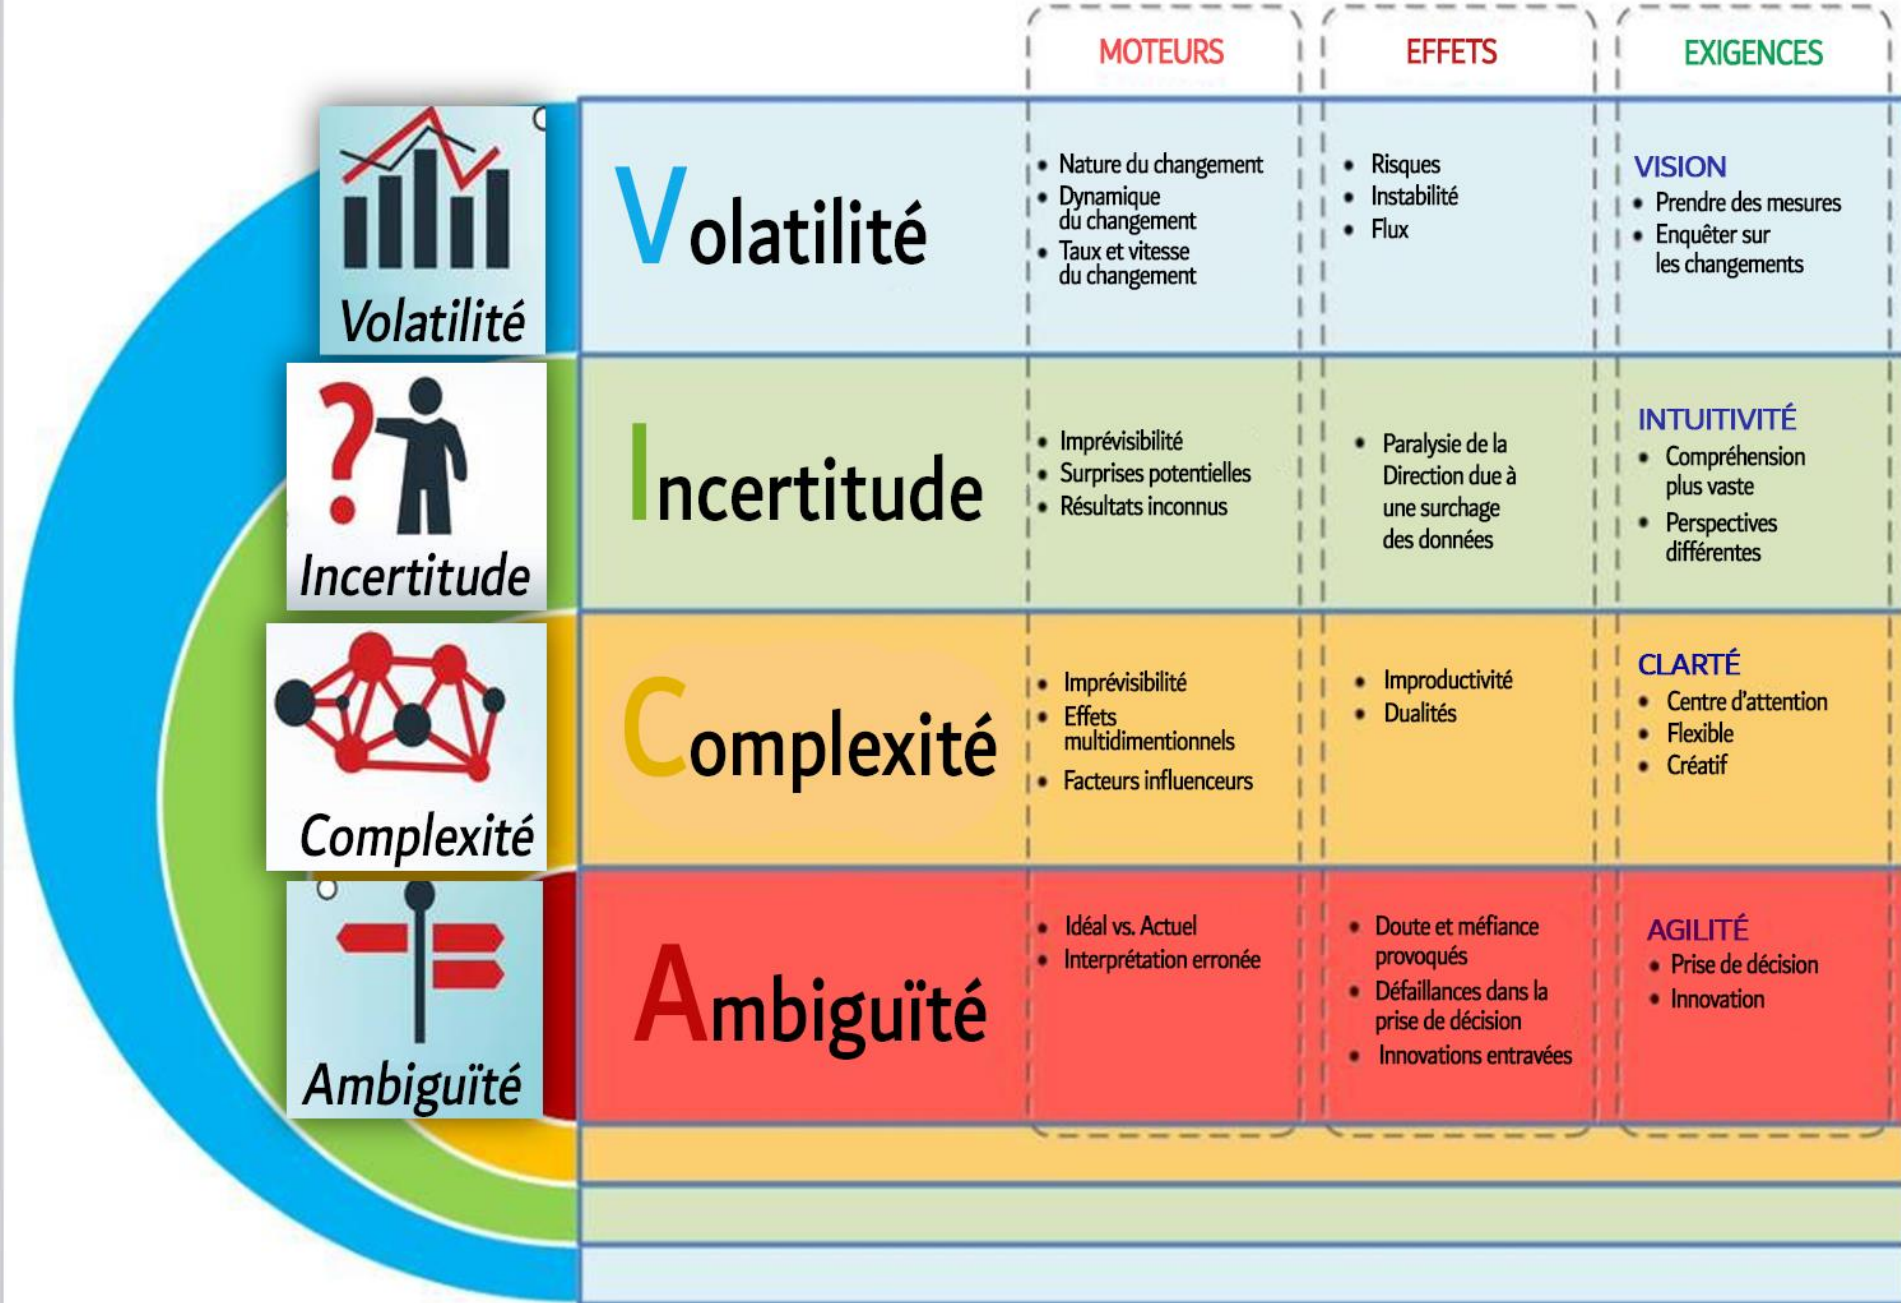 MOTEURS
EFFETS
EXIGENCES
Volatilité
Volatilité
• Nature du changement
• Dynamique
du changement
• Taux et vitesse
du changement
• Risques
• Instabilité
• Flux
VISION
• Prendre des mesures
• Enquêter sur
les changements
Incertitude
Incertitude
• Imprévisibilité
• Surprises potentielles
• Résultats inconnus
• Paralysie de la
Direction due à
une surchage
des données
INTUITIVITÉ
• Compréhension
plus vaste
• Perspectives
différentes
Complexité
Complexité
• Imprévisibilité
• Effets
multidimentionnels
• Facteurs influenceurs
• Improductivité
• Dualités
CLARTÉ
• Centre d'attention
• Flexible
• Créatif
Ambiguïté
Ambiguïté
• Idéal vs. Actuel
• Interprétation erronée
• Doute et méfiance
provoqués
• Défaillances dans la
prise de décision
• Innovations entravées
AGILITÉ
• Prise de décision
• Innovation